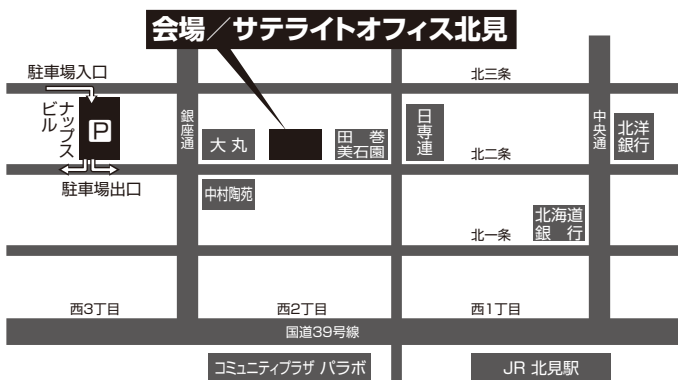 会場／サテライトオフィス北見
駐車場入口
北三条
ナップス
ビル
P
銀座通
大丸
田巻
美石園
日専連
北二条
中央通
北洋
銀行
駐車場出口
中村陶苑
北海道
銀行
北一条
西3丁目
西2丁目
西1丁目
国道39号線
コミュニティプラザ パラボ
JR 北見駅